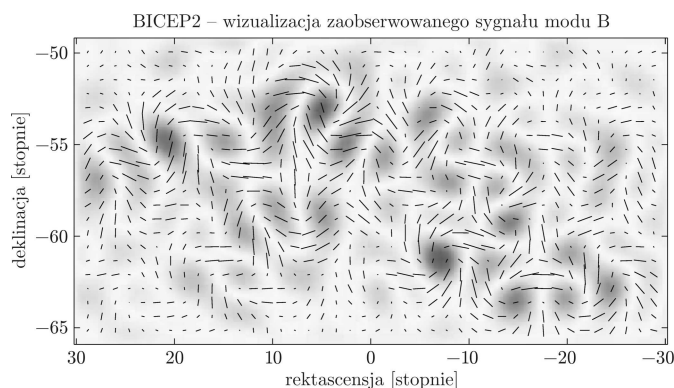 BICEP2 – wizualizacja zaobserwowanego sygnału modu B
deklinacja [stopnie]
−50
−55
−60
−65
30 20 10 0 −10 −20 −30
rektascensja [stopnie]